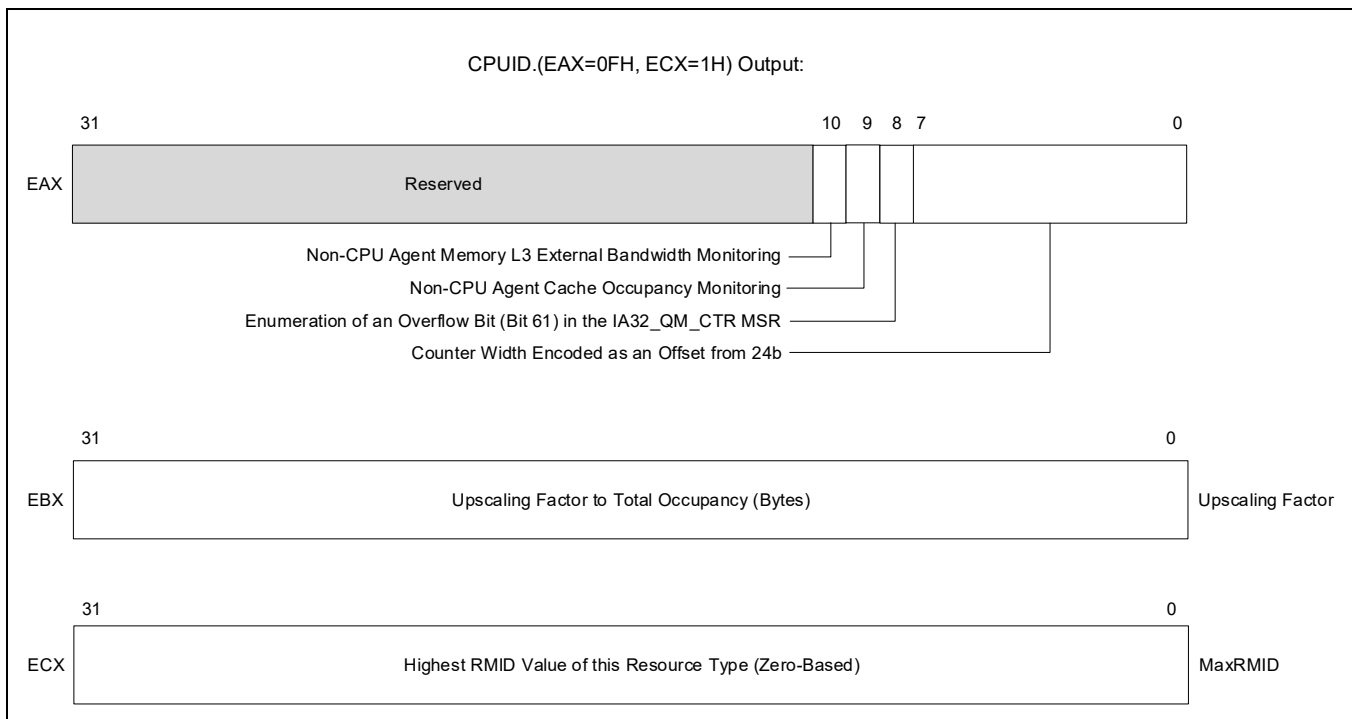 CPUID.(EAX=0FH, ECX=1H) Output:
31 10 9 8 7 0
EAX Reserved
Non-CPU Agent Memory L3 External Bandwidth Monitoring
Non-CPU Agent Cache Occupancy Monitoring
Enumeration of an Overflow Bit (Bit 61) in the IA32_QM_CTR MSR
Counter Width Encoded as an Offset from 24b
31 0
EBX Upscaling Factor to Total Occupancy (Bytes) Upscaling Factor
31 0
ECX Highest RMID Value of this Resource Type (Zero-Based) MaxRMID